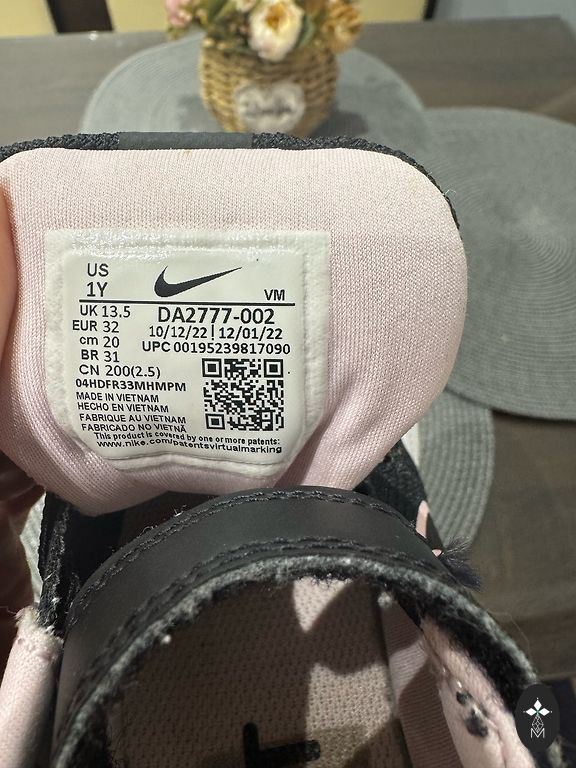 US
1Y
VM
UK 13.5
EUR 32
cm 20
BR 31
CN 200(2.5)
DA2777-002
10/12/22 | 12/01/22
UPC 00195239817090
04HDFR33MHMPM
MADE IN VIETNAM
HECHO EN VIETNAM
FABRIQUE AU VIETNAM
FABRICADO NO VIETNÃ
This product is covered by one or more patents:
www.nike.com/patentsvirtualmarking
M